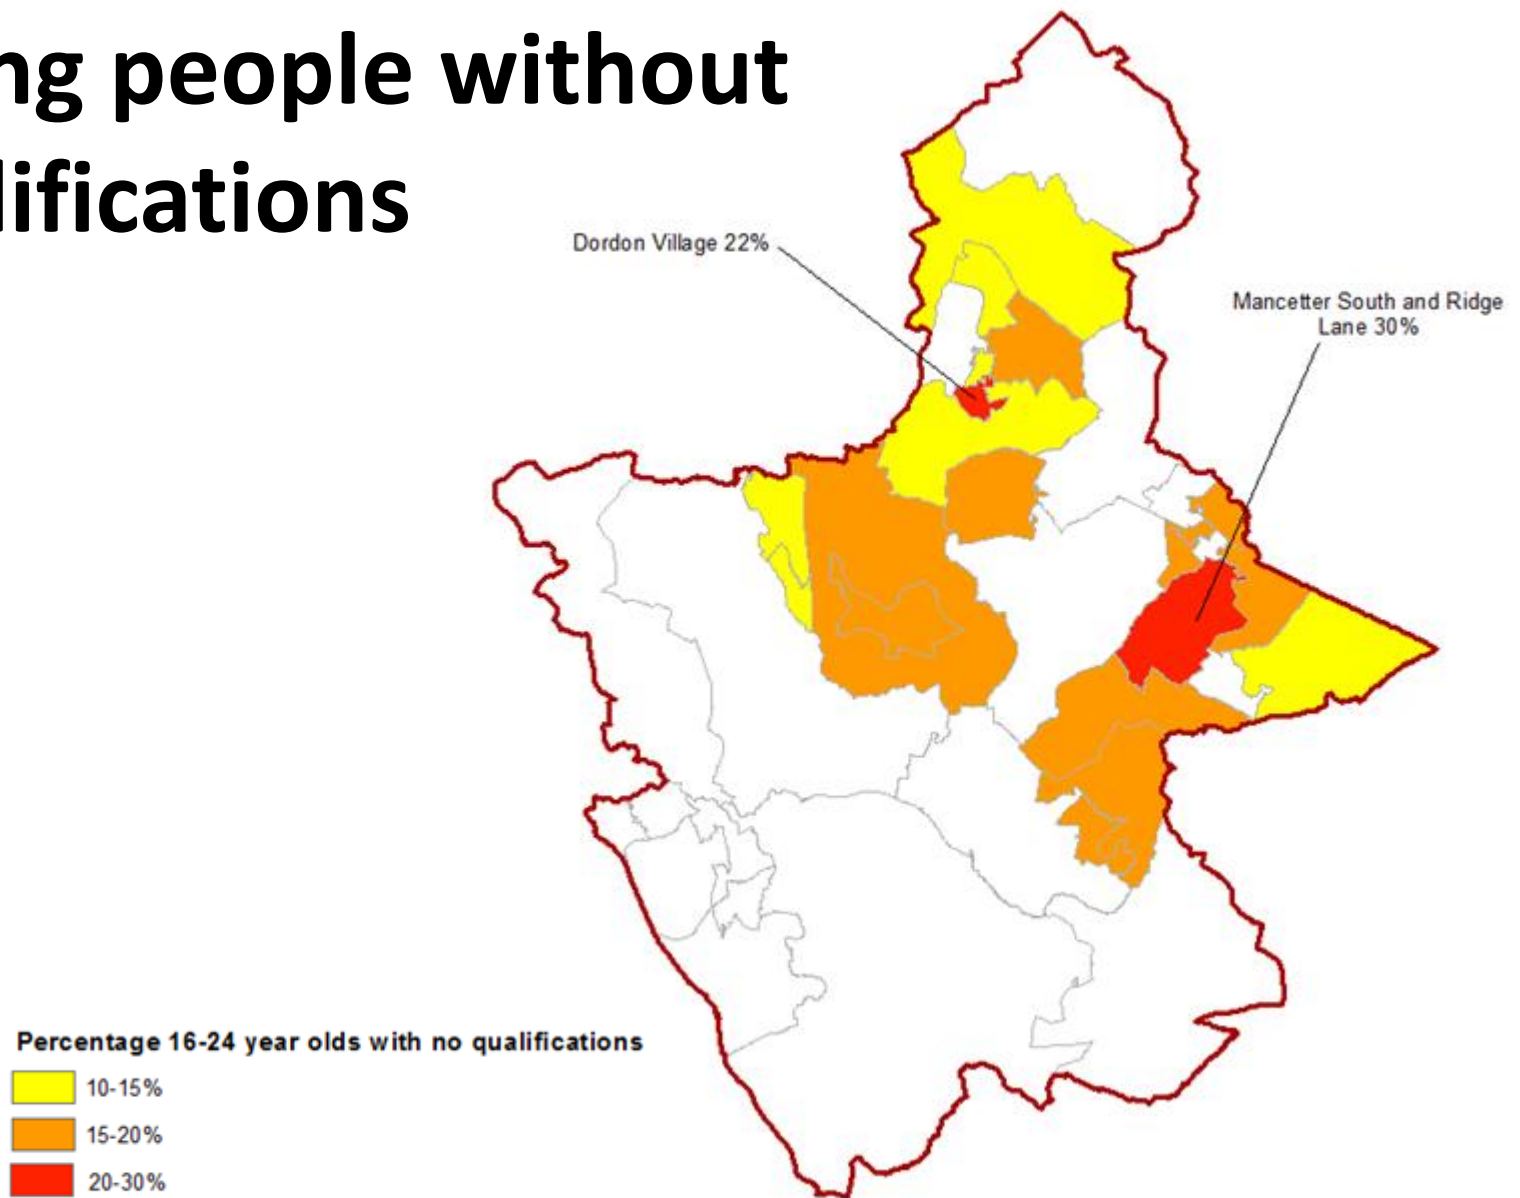 ng people without
lifications
Dordon Village 22%
Mancetter South and Ridge
Lane 30%
Percentage 16-24 year olds with no qualifications
10-15%
15-20%
20-30%